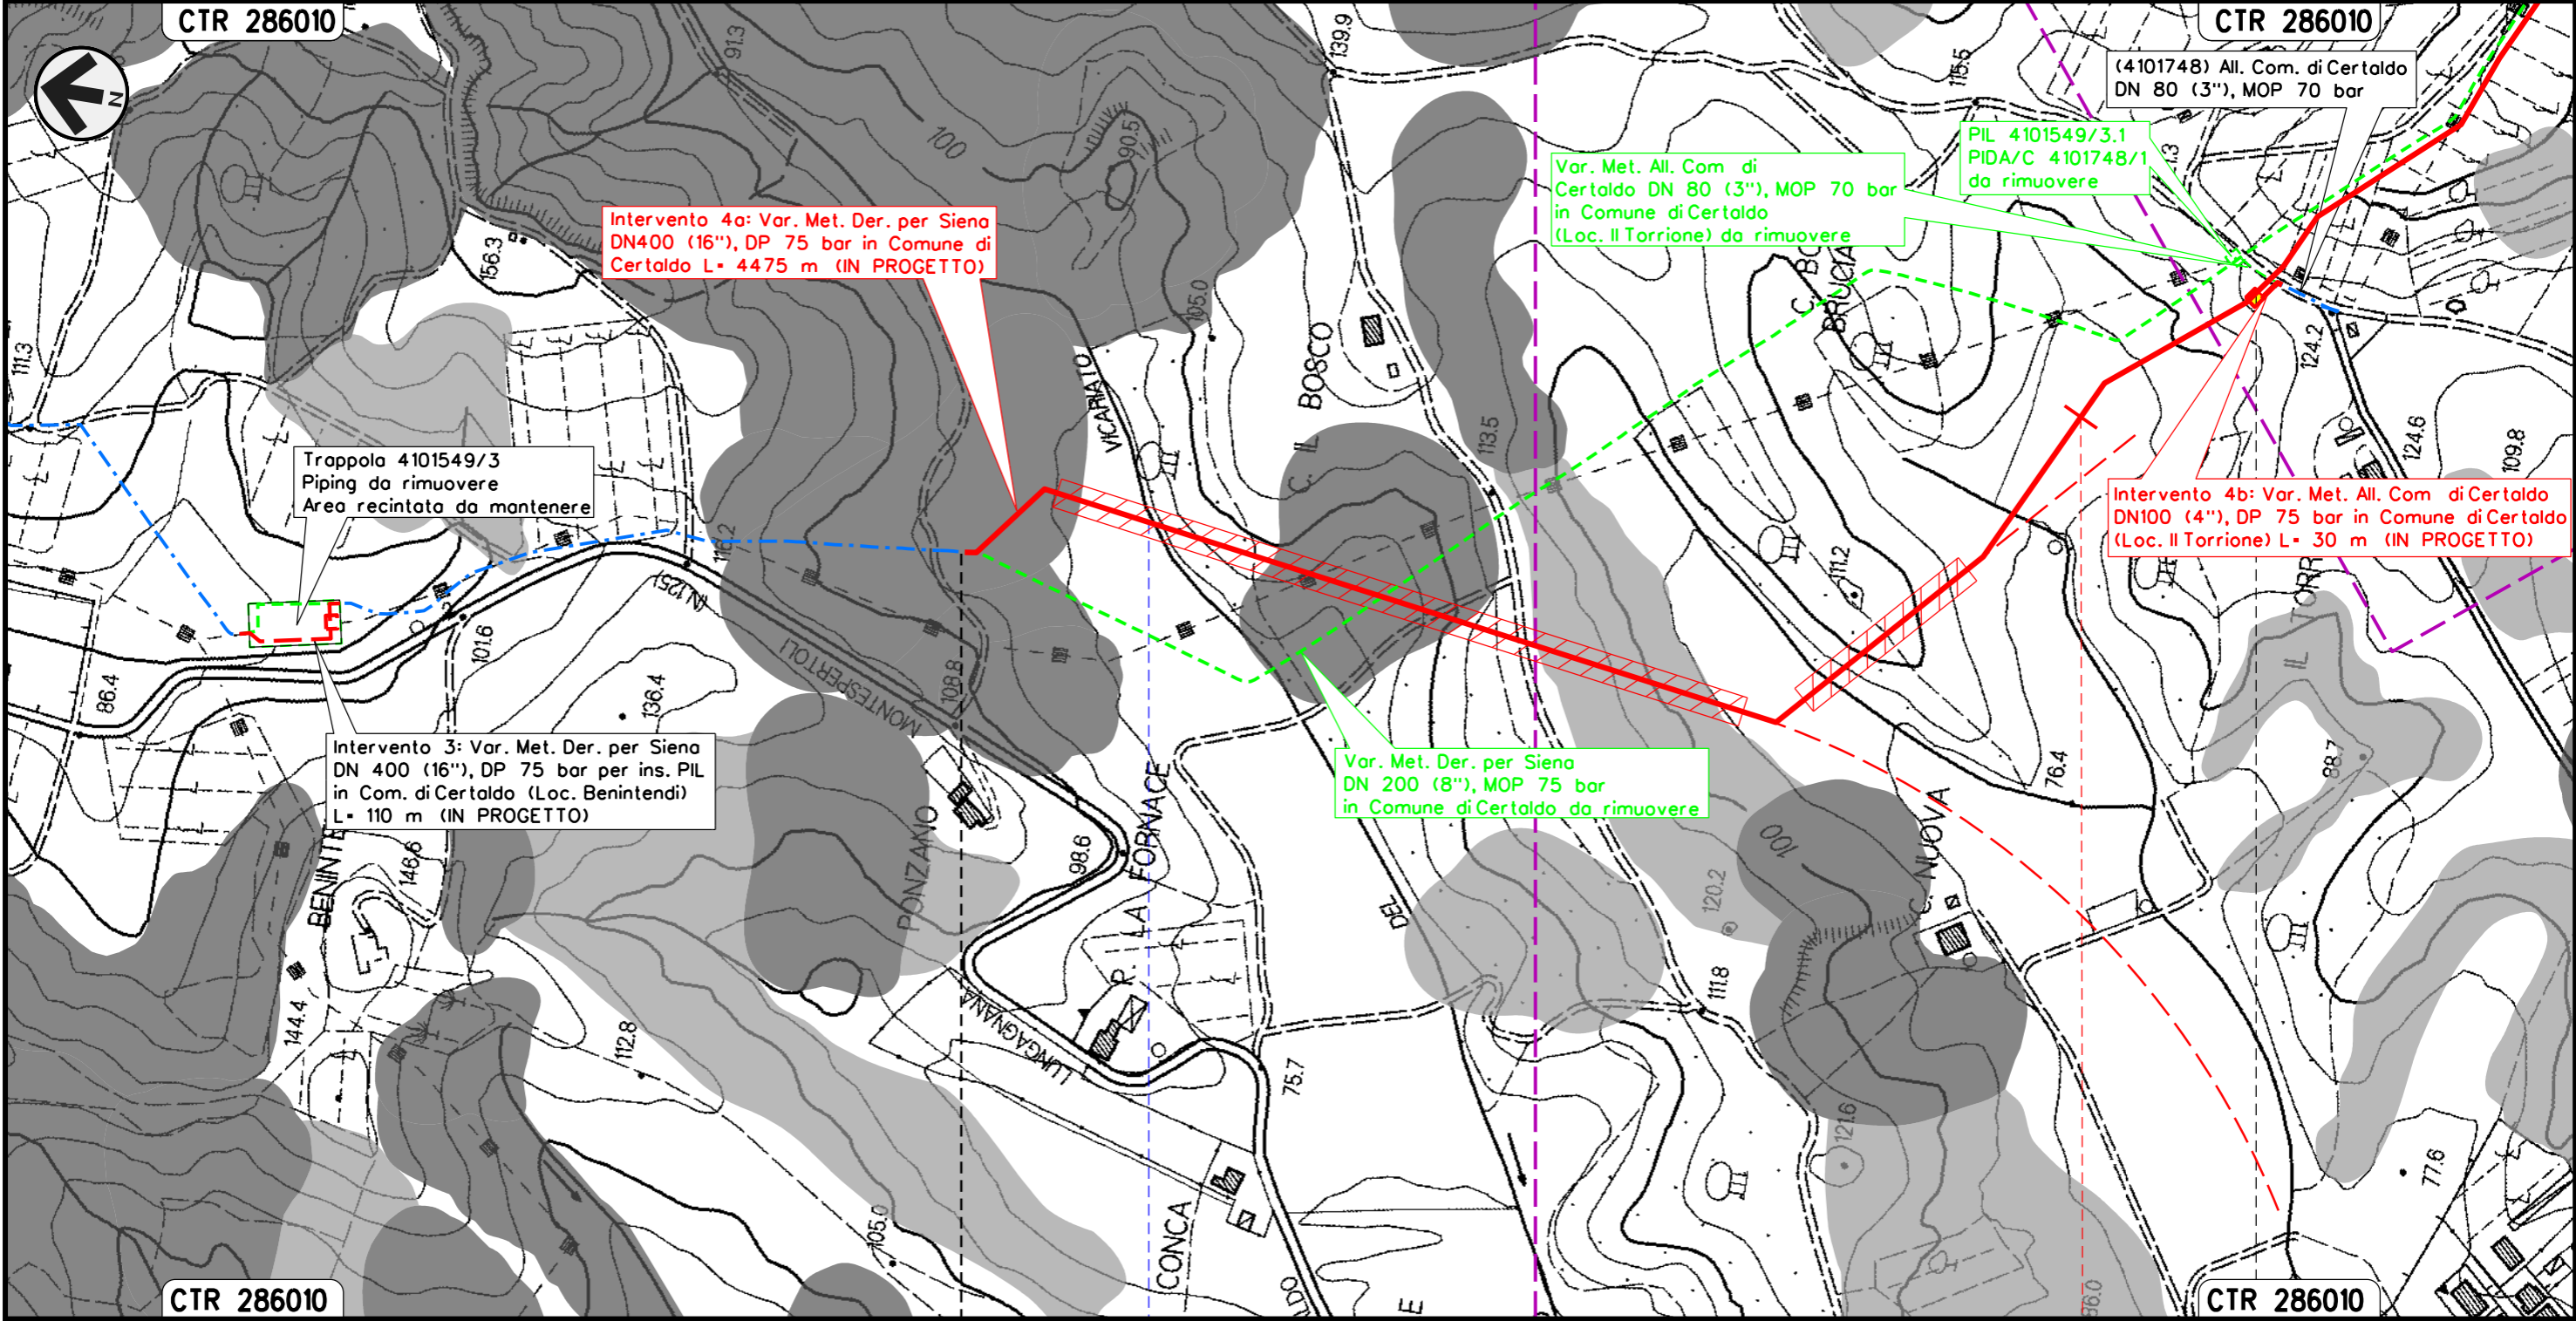 CTR 286010
CTR 286010
N
(4101748) All. Com. di Certaldo
DN 80 (3"), MOP 70 bar
PIL 4101549/3.1
PIDA/C 4101748/1
da rimuovere
Var. Met. All. Com di
Certaldo DN 80 (3"), MOP 70 bar
in Comune di Certaldo
(Loc. Il Torrione) da rimuovere
Intervento 4a: Var. Met. Der. per Siena
DN400 (16"), DP 75 bar in Comune di
Certaldo L= 4475 m (IN PROGETTO)
Trappola 4101549/3
Piping da rimuovere
Area recintata da mantenere
Intervento 4b: Var. Met. All. Com di Certaldo
DN100 (4"), DP 75 bar in Comune di Certaldo
(Loc. Il Torrione) L= 30 m (IN PROGETTO)
Intervento 3: Var. Met. Der. per Siena
DN 400 (16"), DP 75 bar per ins. PIL
in Com. di Certaldo (Loc. Benintendi)
L= 110 m (IN PROGETTO)
Var. Met. Der. per Siena
DN 200 (8"), MOP 75 bar
in Comune di Certaldo da rimuovere
91.3
139.9
115.5
100
90.5
156.3
105.0
111.3
VICARIATO
C. IL BOSCO
BRUCIA
124.2
124.6
109.8
113.5
111.2
116.2
(N.125)
MONTESPERTOLI
101.6
86.4
136.4
108.8
IL
88.7
76.4
PONZANO
98.6
P. LA FORNACE
DEL
100
C. NUOVA
120.2
146.6
144.4
112.8
LUNGAGNANA
111.8
75.7
121.6
77.6
105.0
CONCA
E
86.0
CTR 286010
CTR 286010